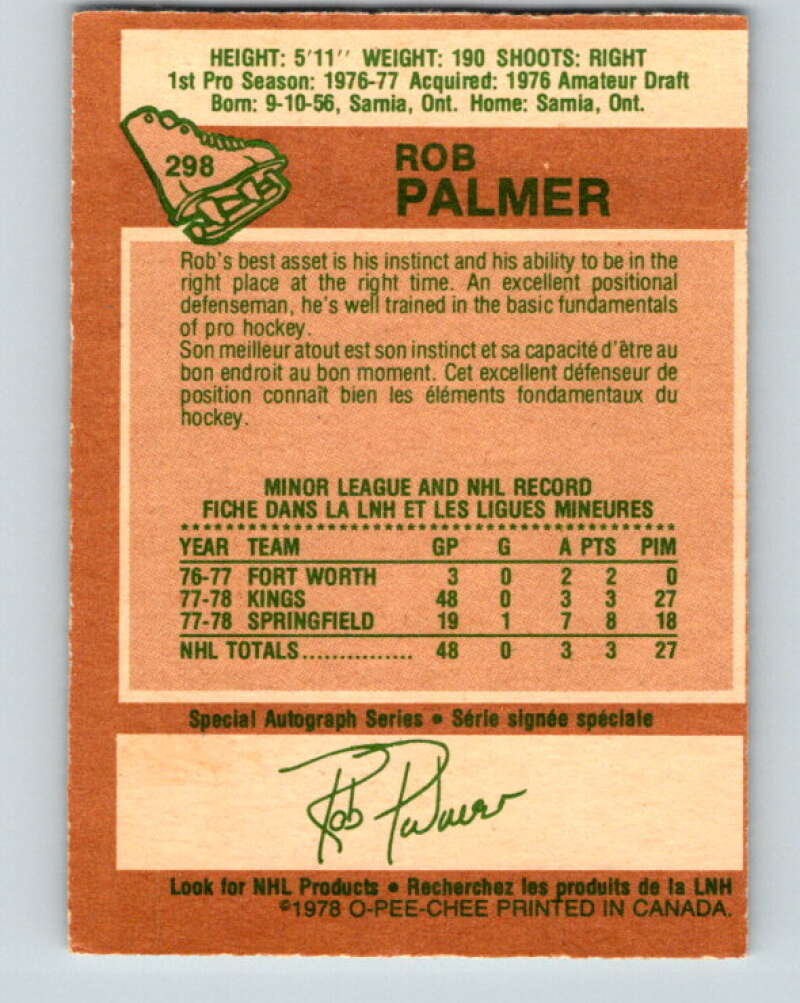 HEIGHT: 5'11'' WEIGHT: 190 SHOOTS: RIGHT
1st Pro Season: 1976-77 Acquired: 1976 Amateur Draft
Born: 9-10-56, Sarnia, Ont. Home: Sarnia, Ont.
298
ROB
PALMER
Rob's best asset is his instinct and his ability to be in the
right place at the right time. An excellent positional
defenseman, he's well trained in the basic fundamentals
of pro hockey.
Son meilleur atout est son instinct et sa capacité d'être au
bon endroit au bon moment. Cet excellent défenseur de
position connaît bien les éléments fondamentaux du
hockey.
MINOR LEAGUE AND NHL RECORD
FICHE DANS LA LNH ET LES LIGUES MINEURES
YEAR TEAM GP G A PTS PIM
76-77 FORT WORTH 3 0 2 2 0
77-78 KINGS 48 0 3 3 27
77-78 SPRINGFIELD 19 1 7 8 18
NHL TOTALS............... 48 0 3 3 27
Special Autograph Series • Série signée spéciale
Rob Palmer
Look for NHL Products • Recherchez les produits de la LNH
©1978 O-PEE-CHEE PRINTED IN CANADA.